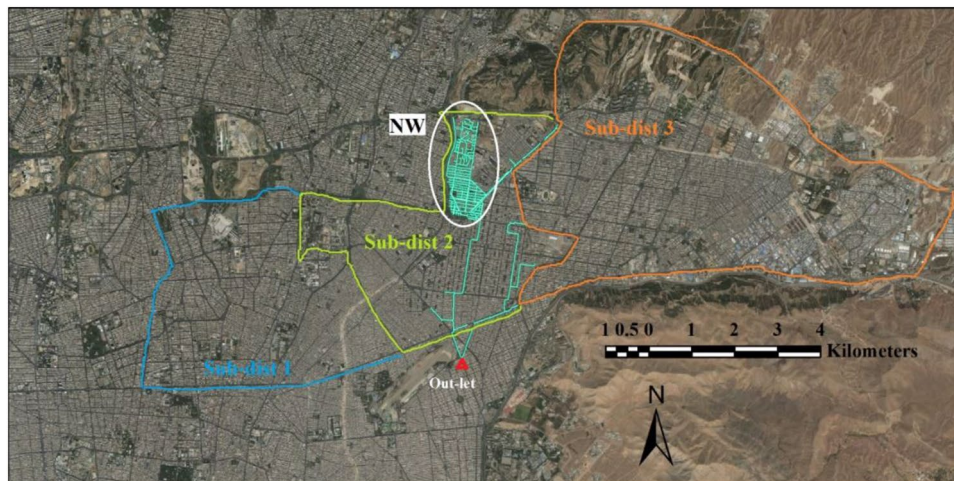 NW
Sub-dist 3
Sub-dist 2
Sub-dist 1
Out-let
1 0.5 0 1 2 3 4
Kilometers
N